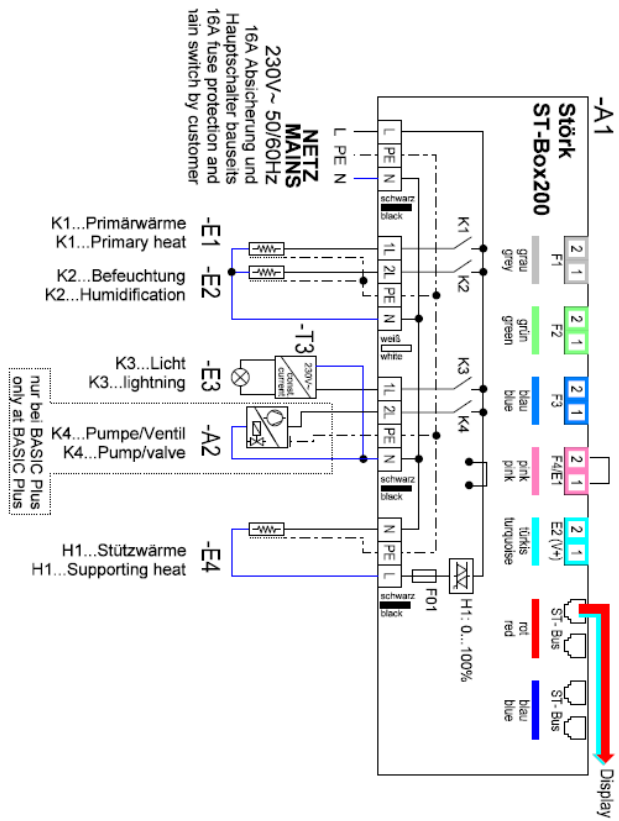 -A1
Störk
ST-Box200
2 1
F1
grau
grey
2 1
F2
grün
green
2 1
F3
blau
blue
2 1
F4/E1
pink
pink
2 1
E2 (V+)
türkis
turquoise
ST- Bus
rot
red
ST- Bus
blau
blue
Display
NETZ
MAINS
230V~ 50/60Hz
16A Absicherung und
Hauptschalter bauseits
16A fuse protection and
main switch by customer
L PE N
L
PE
N
schwarz
black
K1
K2
1L
2L
PE
N
weiß
white
K3
K4
1L
2L
PE
N
schwarz
black
N
PE
L
schwarz
black
F01
H1: 0...100%
-E1
K1...Primärwärme
K1...Primary heat
-E2
K2...Befeuchtung
K2...Humidification
-T3
230V~
const.
current
-E3
K3...Licht
K3...lightning
-A2
K4...Pumpe/Ventil
K4...Pump/valve
nur bei BASIC Plus
only at BASIC Plus
-E4
H1...Stützwärme
H1...Supporting heat